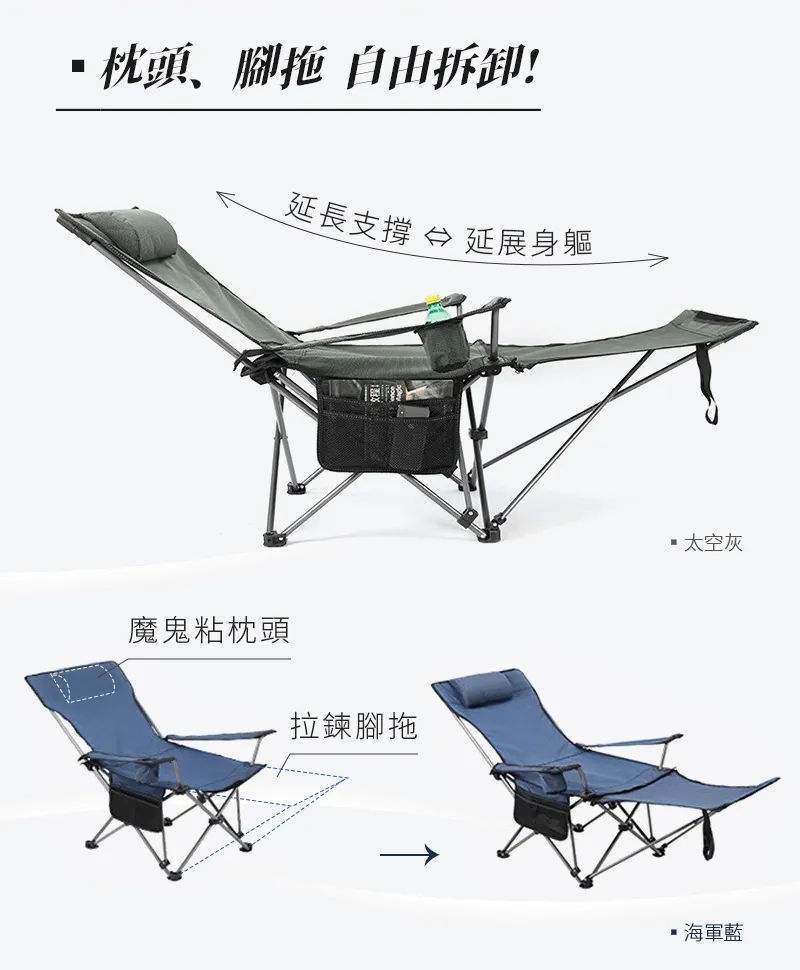 ▪ 枕頭、腳拖 自由拆卸!
延長支撐 ⇔ 延展身軀
▪ 太空灰
魔鬼粘枕頭
拉鍊腳拖
▪ 海軍藍